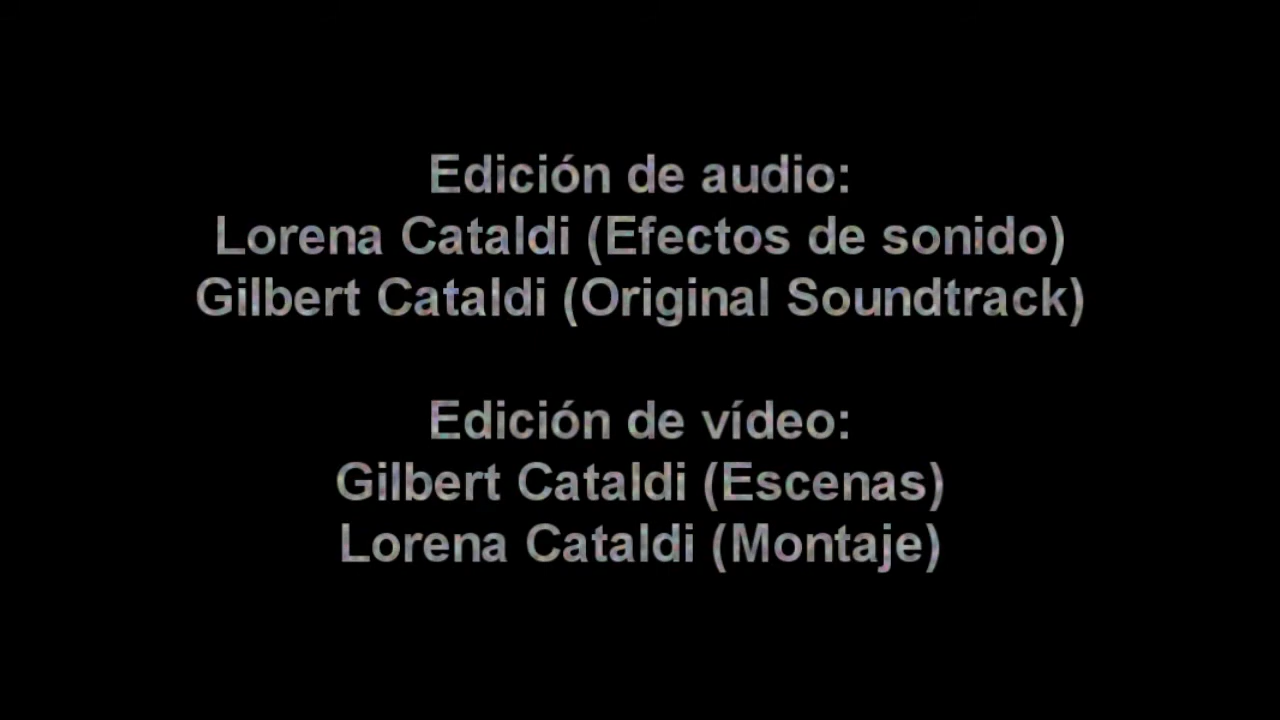 Edición de audio:
Lorena Cataldi (Efectos de sonido)
Gilbert Cataldi (Original Soundtrack)
Edición de vídeo:
Gilbert Cataldi (Escenas)
Lorena Cataldi (Montaje)